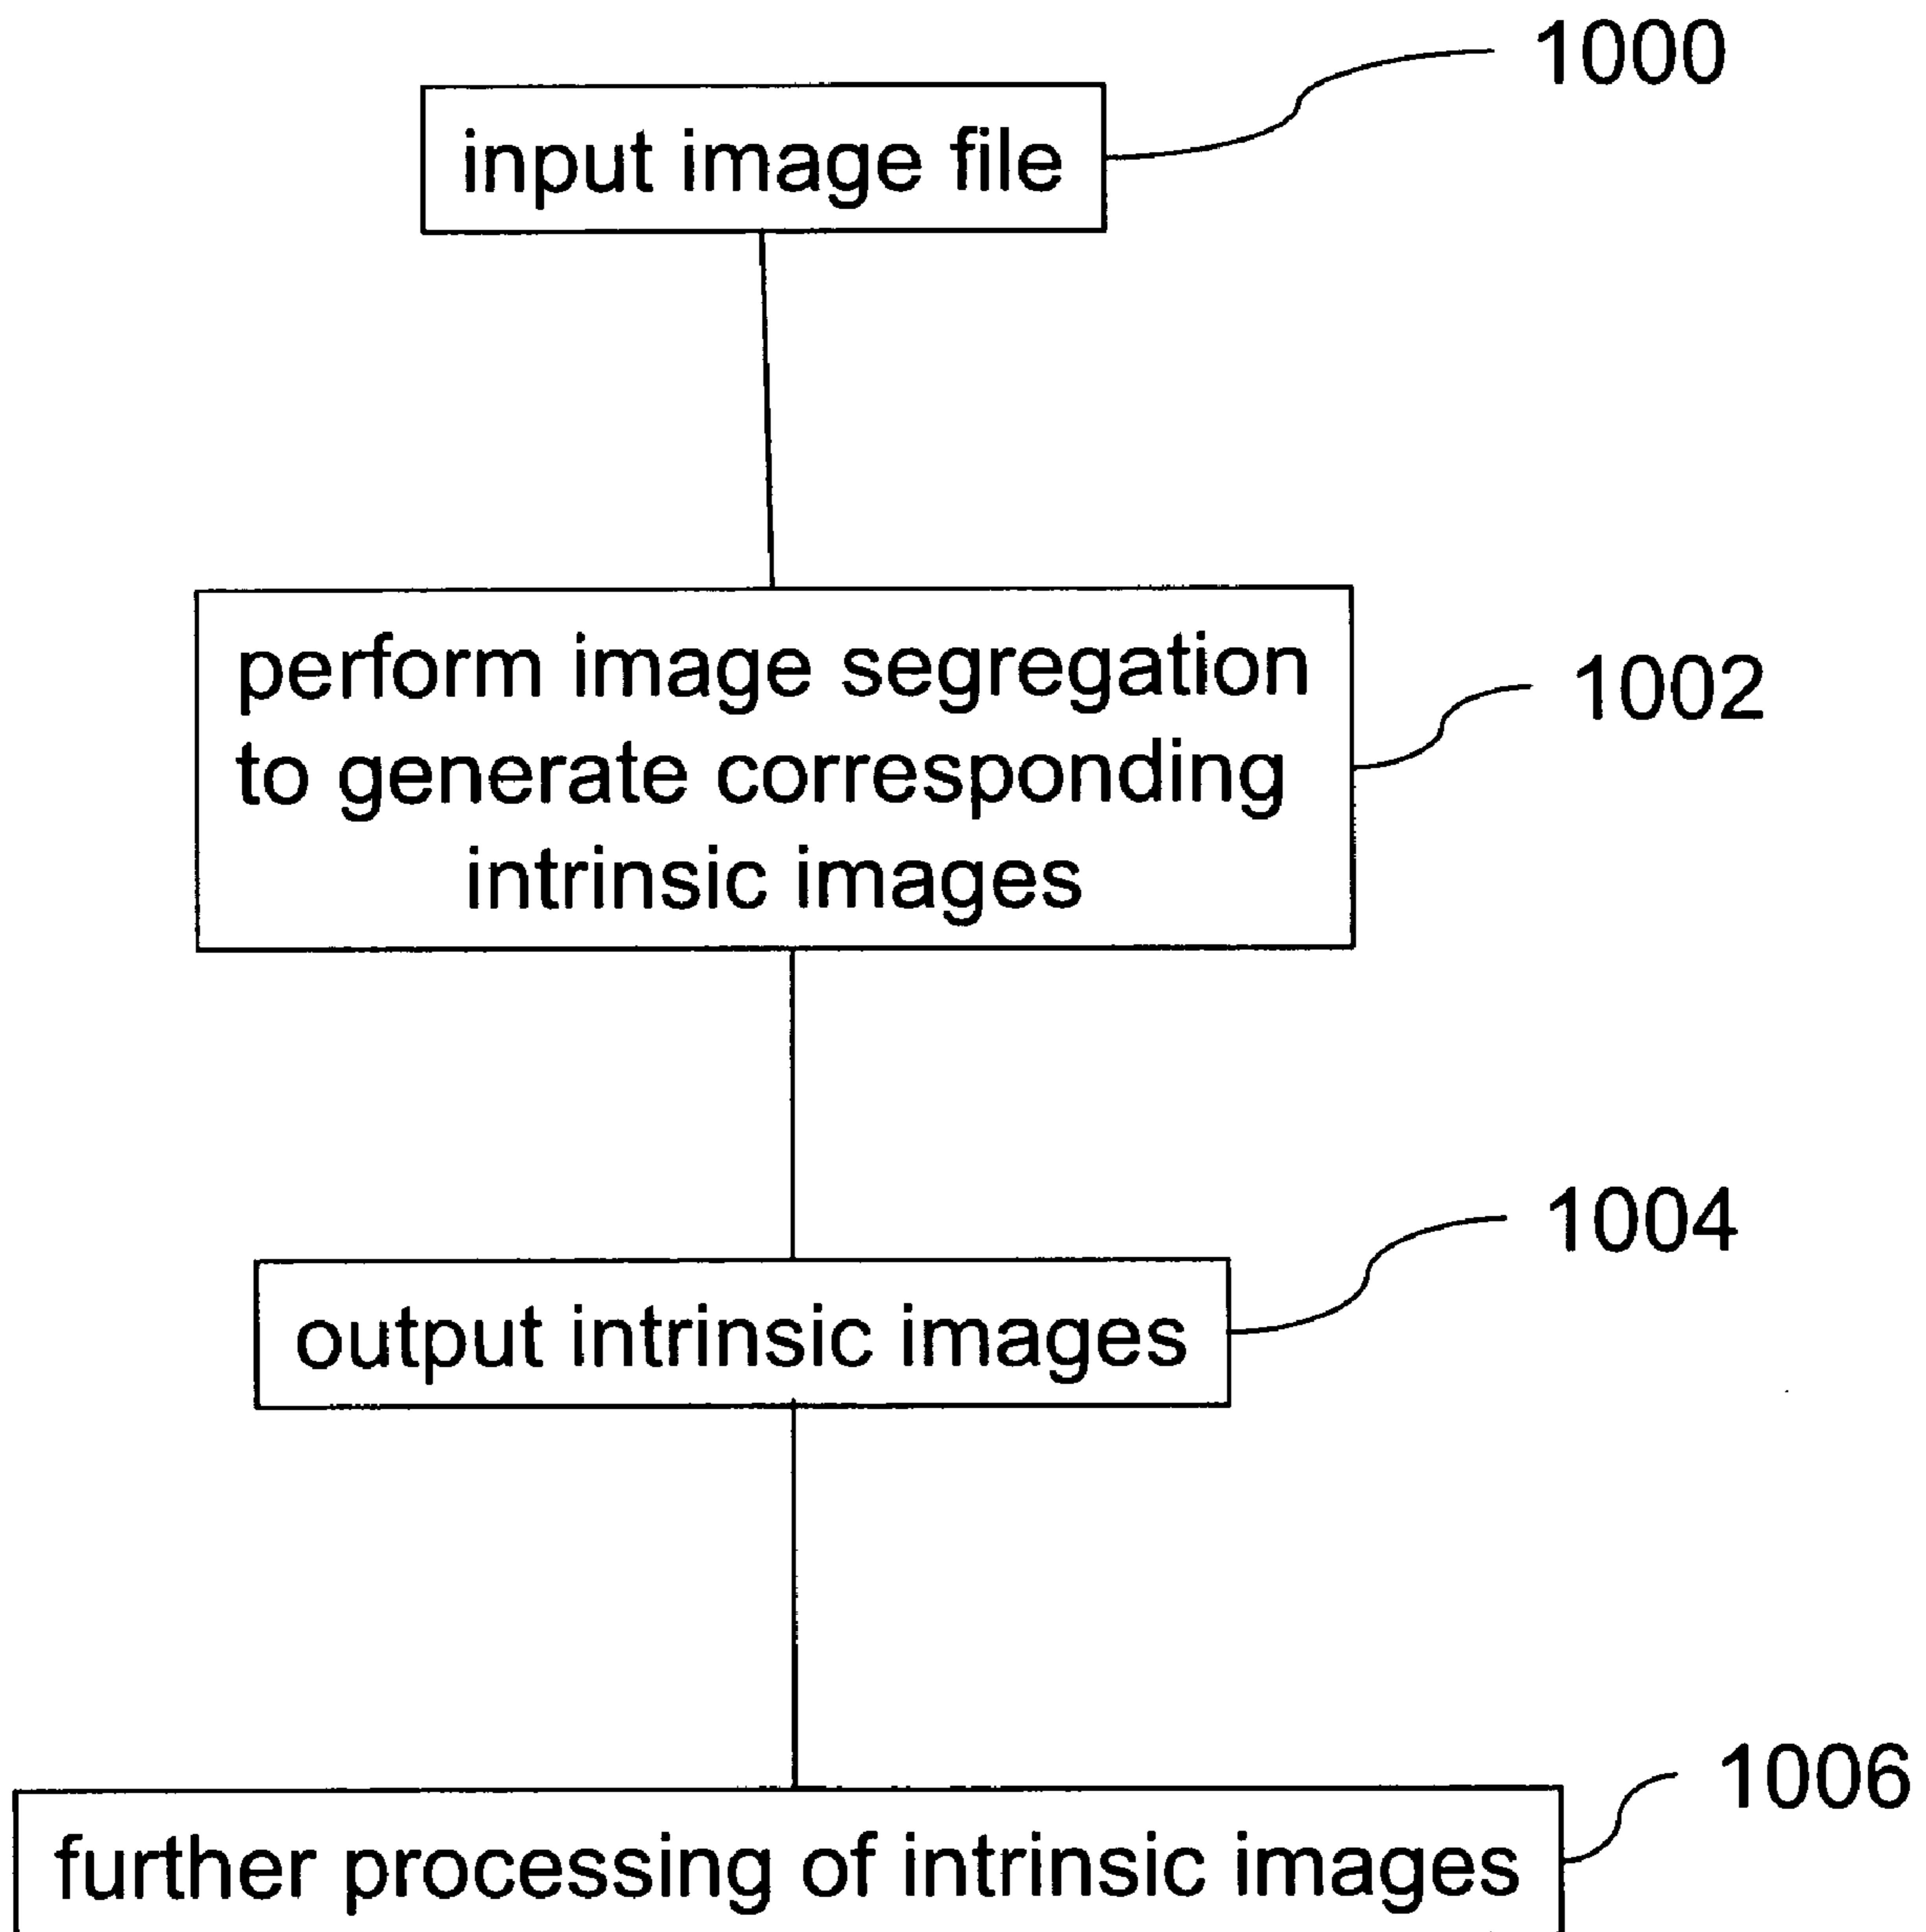 1000
input image file
perform image segregation
1002
to generate corresponding
intrinsic images
1004
output intrinsic images
1006
further processing of intrinsic images